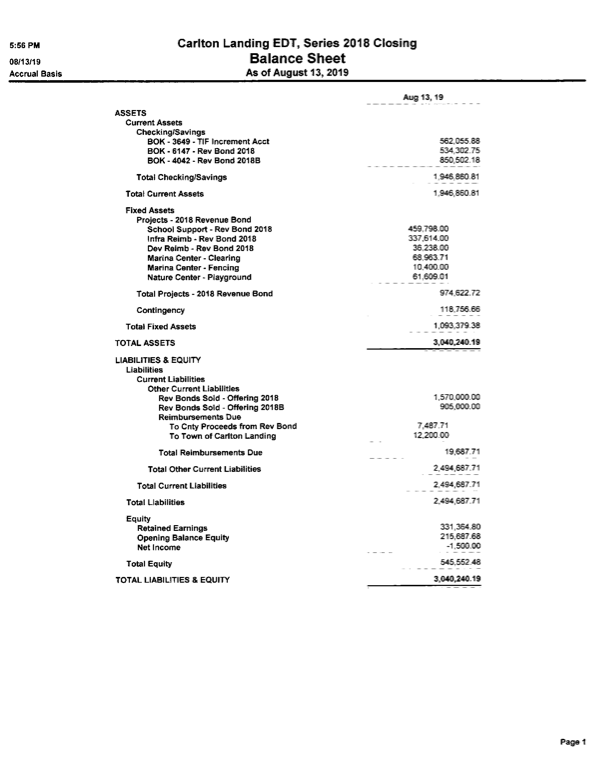 5:56 PM
08/13/19
Accrual Basis
Carlton Landing EDT, Series 2018 Closing
Balance Sheet
As of August 13, 2019
Aug 13, 19
ASSETS
Current Assets
Checking/Savings
BOK - 3649 - TIF Increment Acct 562,055.88
BOK - 6147 - Rev Bond 2018 534,302.75
BOK - 4042 - Rev Bond 2018B 850,502.18
Total Checking/Savings 1,946,860.81
Total Current Assets 1,946,860.81
Fixed Assets
Projects - 2018 Revenue Bond
School Support - Rev Bond 2018 459,798.00
Infra Reimb - Rev Bond 2018 337,614.00
Dev Reimb - Rev Bond 2018 36,238.00
Marina Center - Clearing 68,963.71
Marina Center - Fencing 10,400.00
Nature Center - Playground 61,609.01
Total Projects - 2018 Revenue Bond 974,622.72
Contingency 118,756.66
Total Fixed Assets 1,093,379.38
TOTAL ASSETS 3,040,240.19
LIABILITIES & EQUITY
Liabilities
Current Liabilities
Other Current Liabilities
Rev Bonds Sold - Offering 2018 1,570,000.00
Rev Bonds Sold - Offering 2018B 905,000.00
Reimbursements Due
To Cnty Proceeds from Rev Bond 7,487.71
To Town of Carlton Landing 12,200.00
Total Reimbursements Due 19,687.71
Total Other Current Liabilities 2,494,687.71
Total Current Liabilities 2,494,687.71
Total Liabilities 2,494,687.71
Equity
Retained Earnings 331,364.80
Opening Balance Equity 215,687.68
Net Income -1,500.00
Total Equity 545,552.48
TOTAL LIABILITIES & EQUITY 3,040,240.19
Page 1